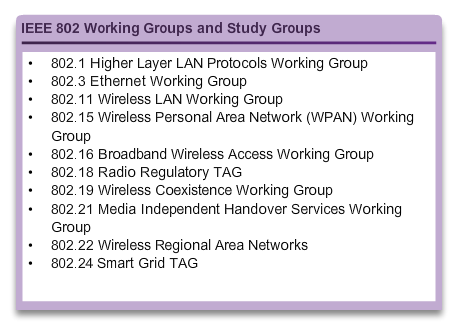 IEEE 802 Working Groups and Study Groups
• 802.1 Higher Layer LAN Protocols Working Group
• 802.3 Ethernet Working Group
• 802.11 Wireless LAN Working Group
• 802.15 Wireless Personal Area Network (WPAN) Working
Group
• 802.16 Broadband Wireless Access Working Group
• 802.18 Radio Regulatory TAG
• 802.19 Wireless Coexistence Working Group
• 802.21 Media Independent Handover Services Working
Group
• 802.22 Wireless Regional Area Networks
• 802.24 Smart Grid TAG